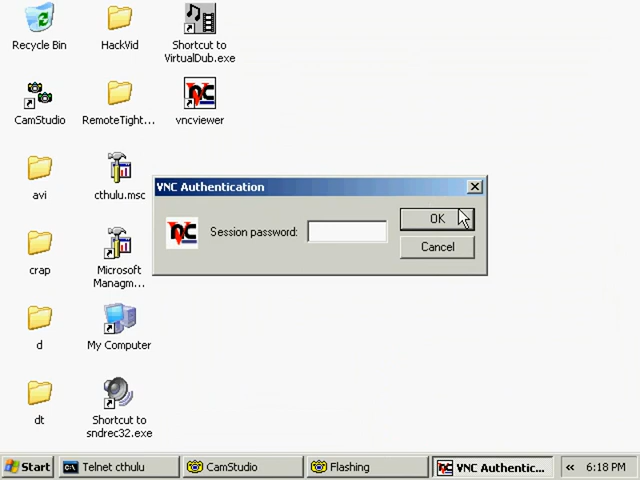 Recycle Bin
HackVid
Shortcut to
VirtualDub.exe
CamStudio
RemoteTight...
vncviewer
avi
cthulu.msc
crap
Microsoft
Managm...
d
My Computer
dt
Shortcut to
sndrec32.exe
VNC Authentication
VNC
Session password:
OK
Cancel
Start
Telnet cthulu
CamStudio
Flashing
VNC Authentic...
«
6:18 PM